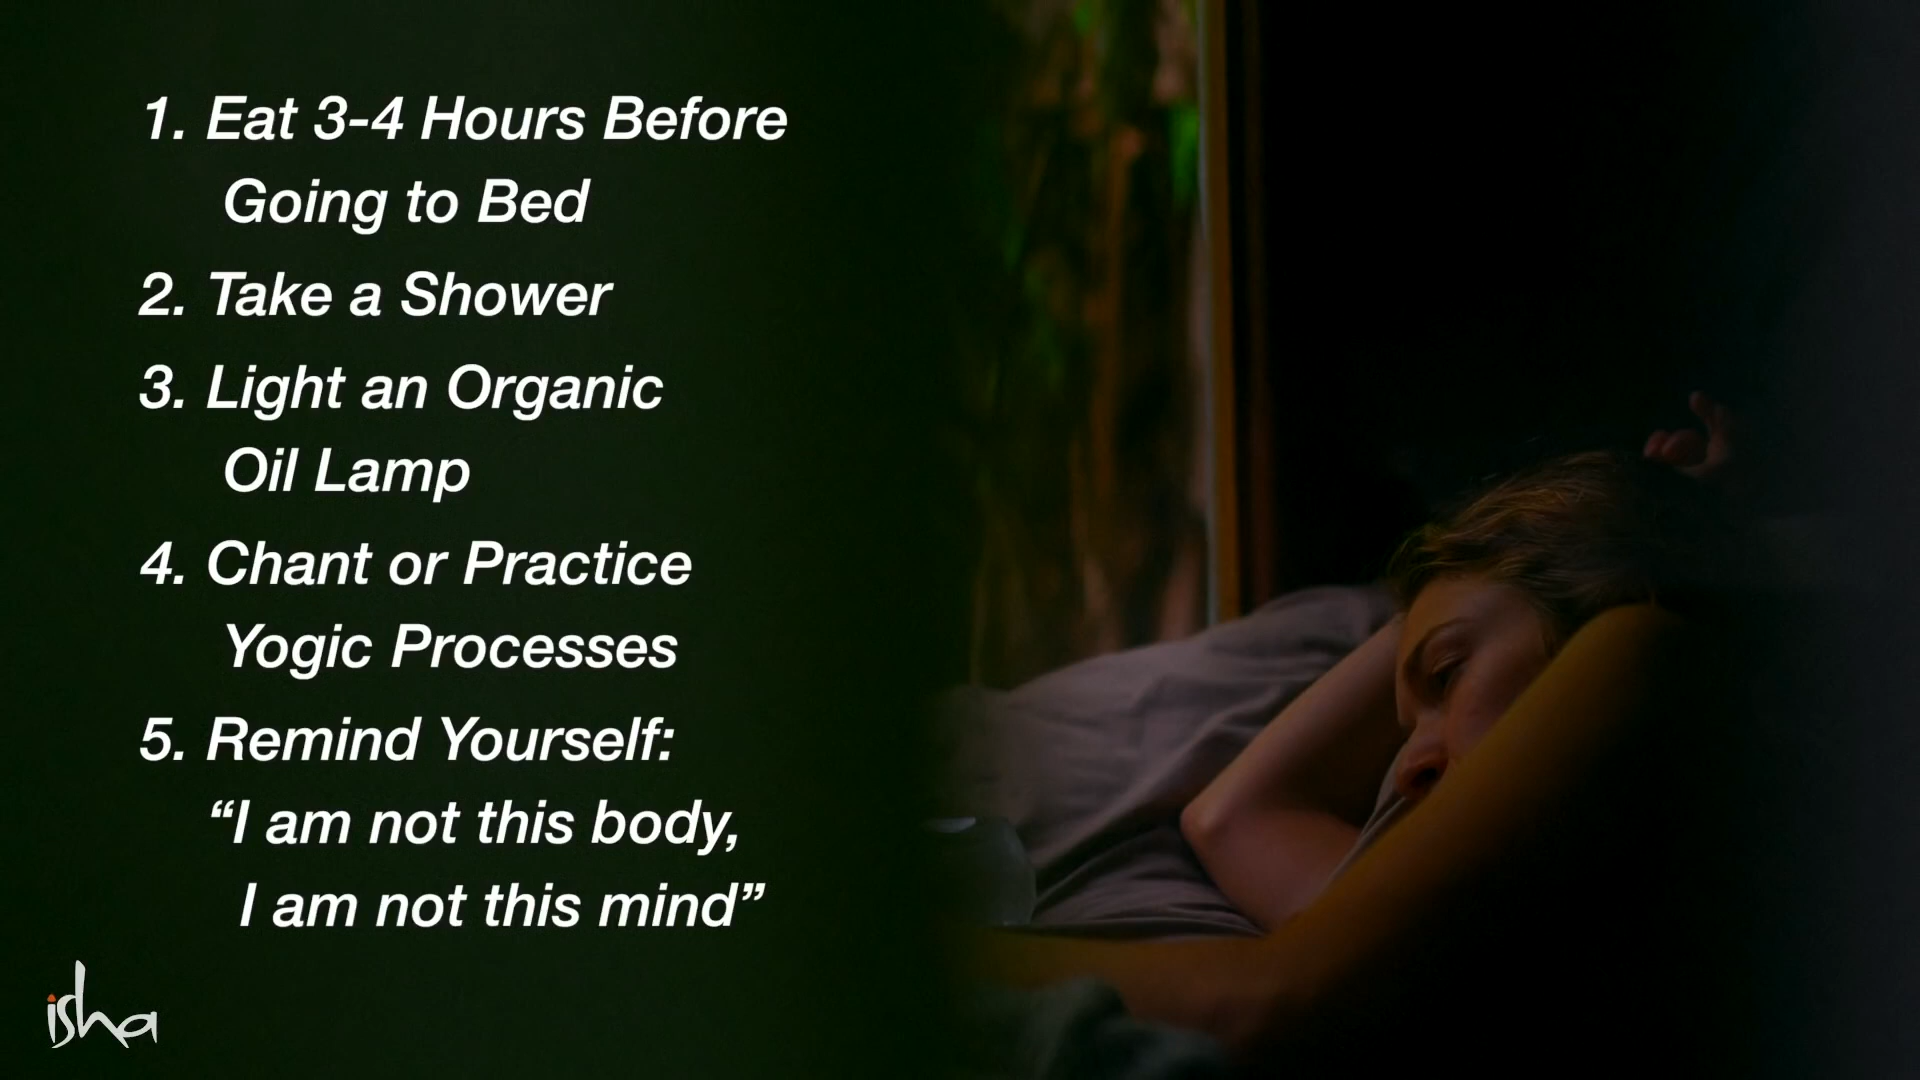 1. Eat 3-4 Hours Before
Going to Bed
2. Take a Shower
3. Light an Organic
Oil Lamp
4. Chant or Practice
Yogic Processes
5. Remind Yourself:
“I am not this body,
I am not this mind”
isha